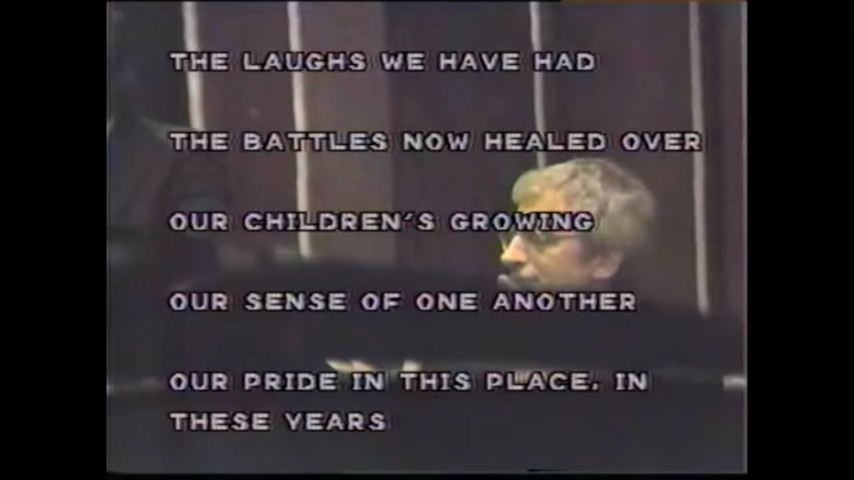 THE LAUGHS WE HAVE HAD
THE BATTLES NOW HEALED OVER
OUR CHILDREN'S GROWING
OUR SENSE OF ONE ANOTHER
OUR PRIDE IN THIS PLACE, IN
THESE YEARS